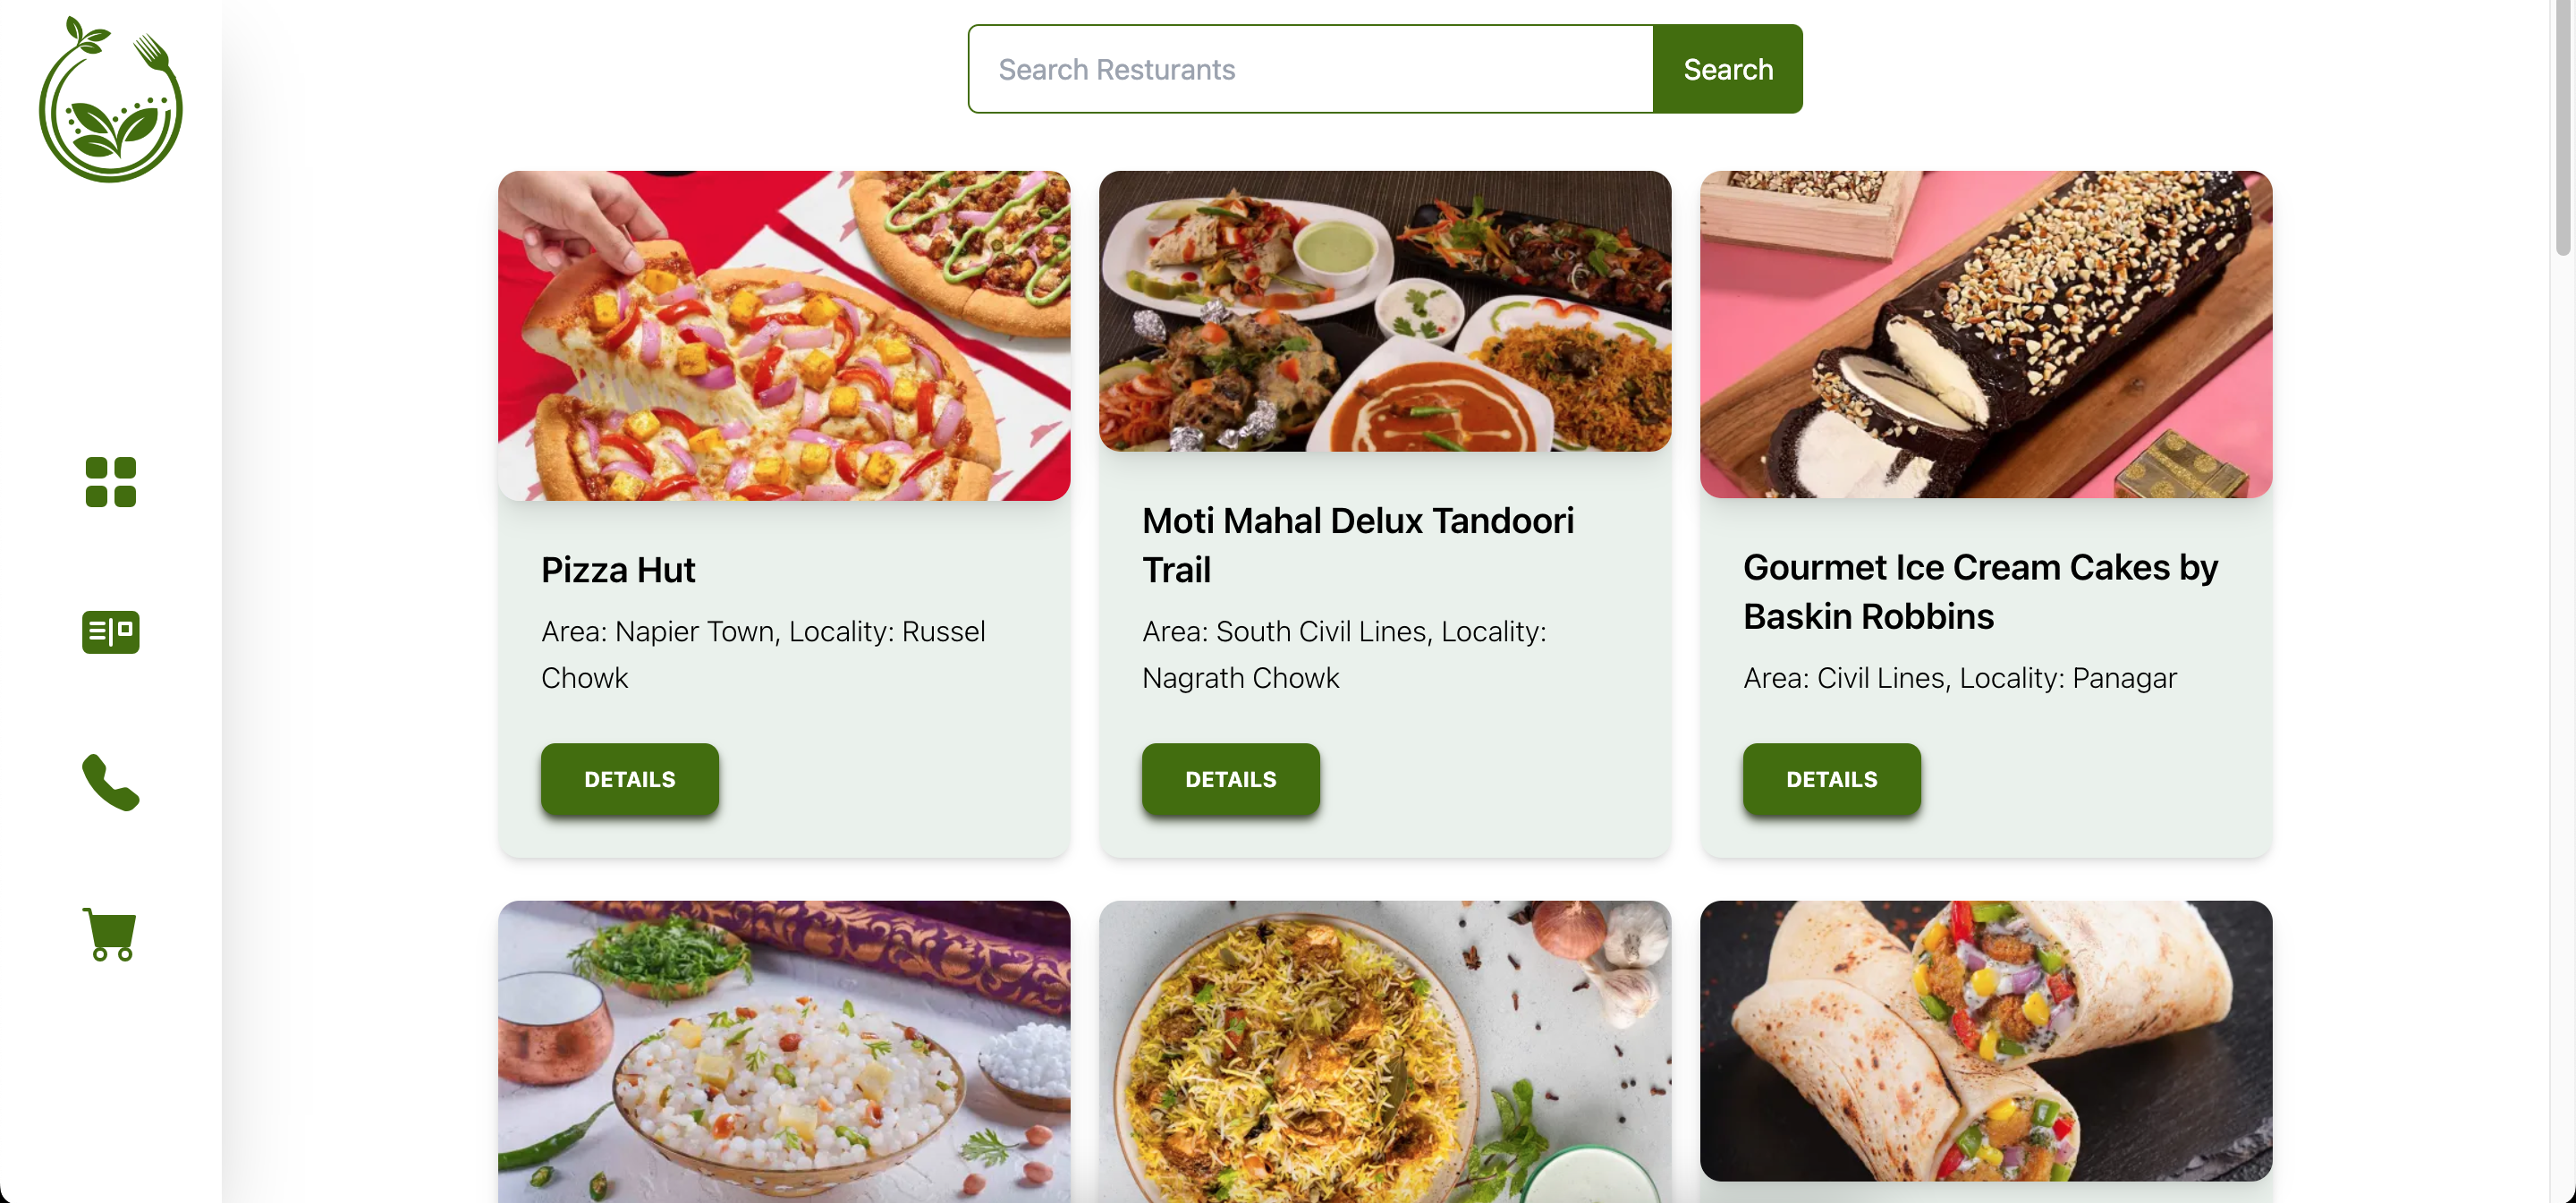 Search Resturants
Search
Pizza Hut
Area: Napier Town, Locality: Russel
Chowk
DETAILS
Moti Mahal Delux Tandoori
Trail
Area: South Civil Lines, Locality:
Nagrath Chowk
DETAILS
Gourmet Ice Cream Cakes by
Baskin Robbins
Area: Civil Lines, Locality: Panagar
DETAILS